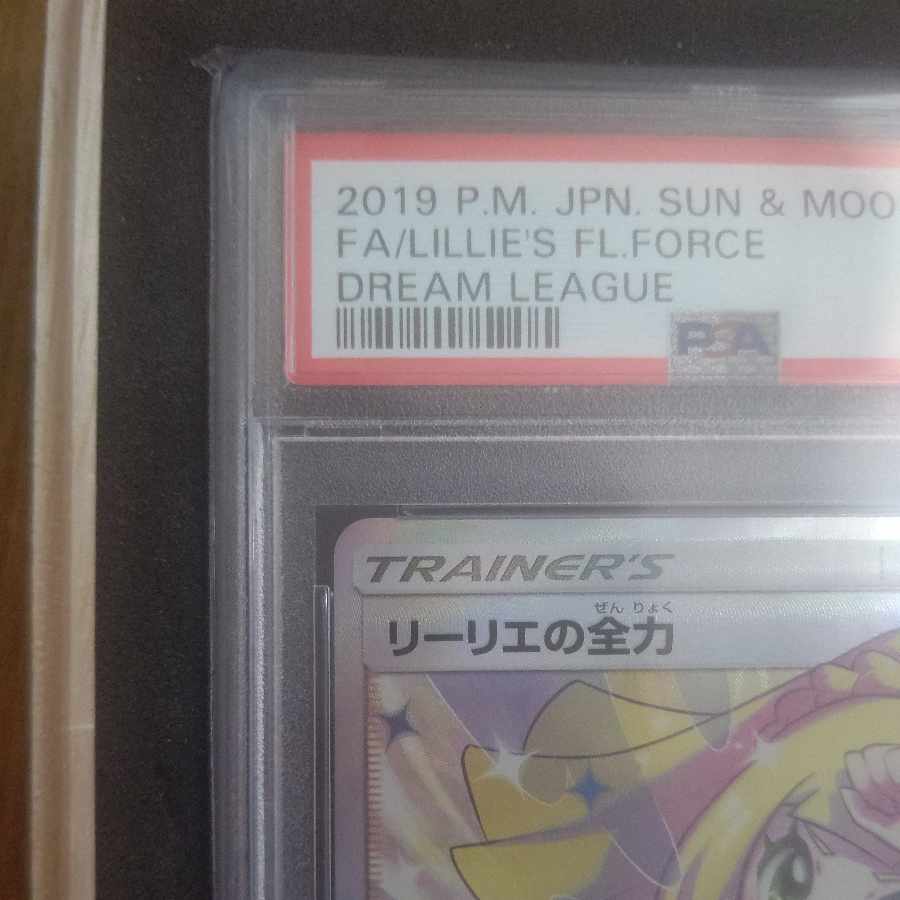 2019 P.M. JPN. SUN & MOO
FA/LILLIE'S FL.FORCE
DREAM LEAGUE
PSA
TRAINER'S
ぜん りょく
リーリエの全力